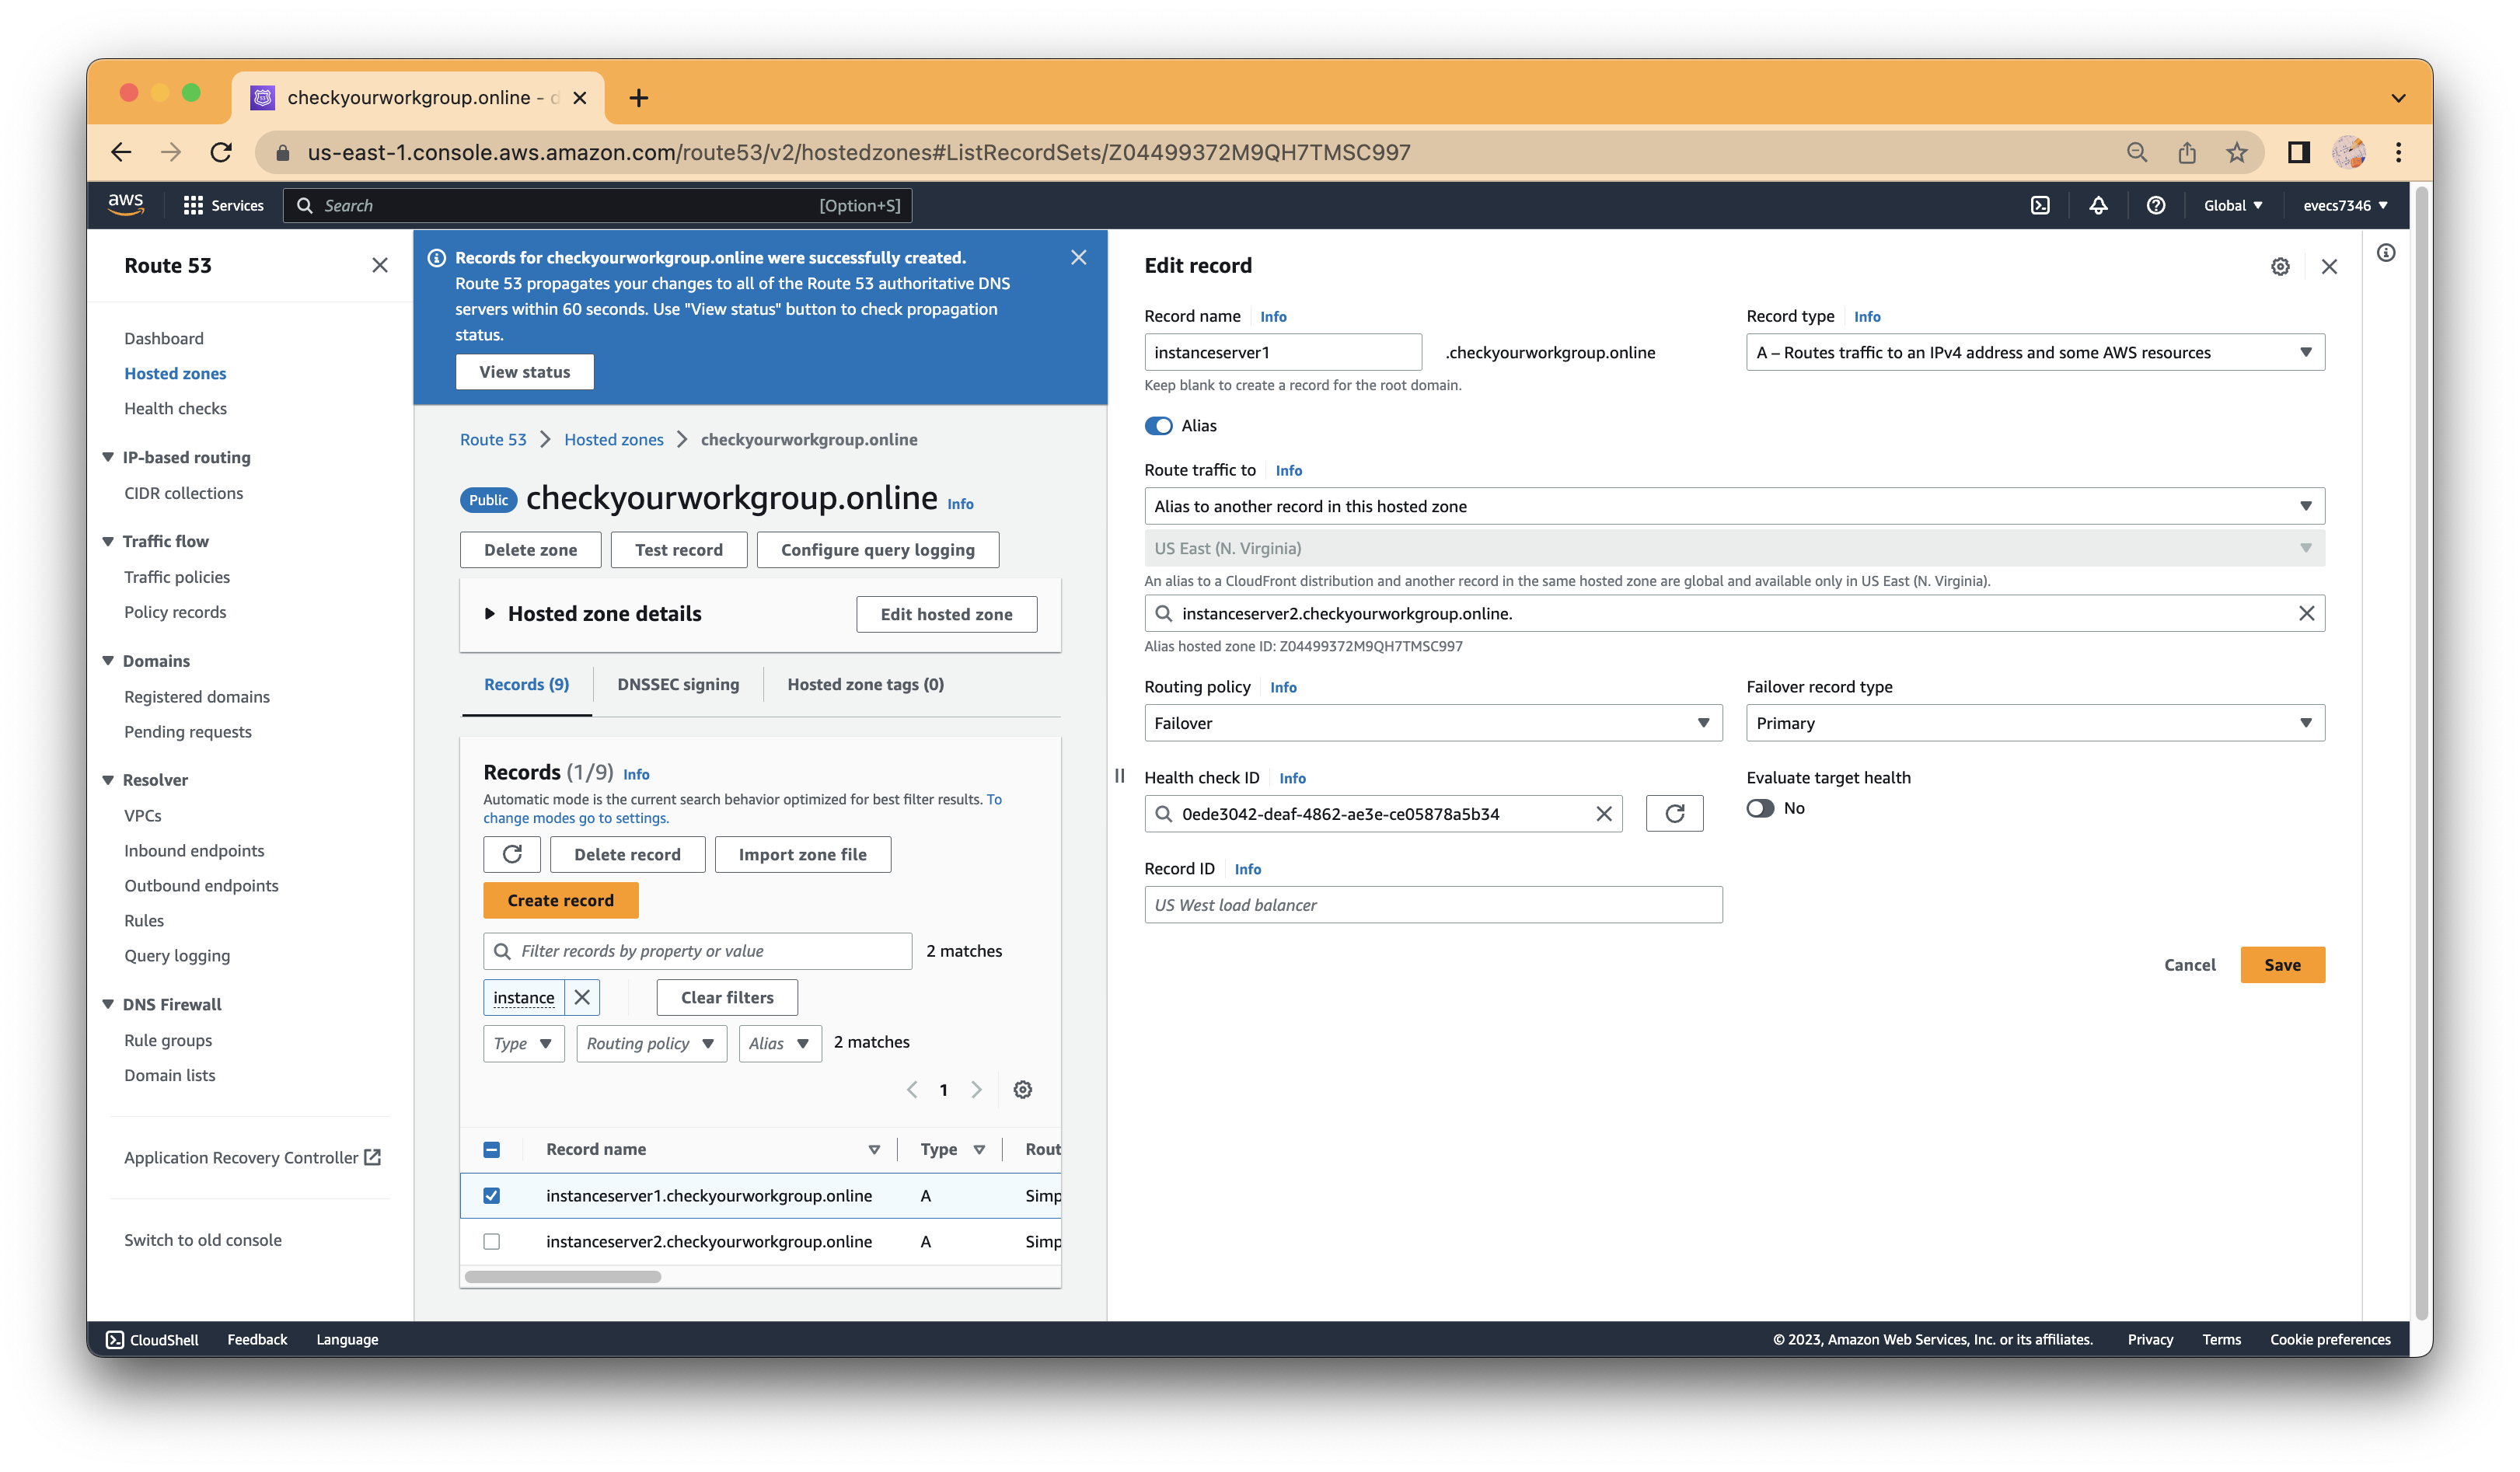 checkyourworkgroup.online -
us-east-1.console.aws.amazon.com/route53/v2/hostedzones#ListRecordSets/Z04499372M9QH7TMSC997
aws
Services
Search
[Option+S]
Global
evecs7346
Route 53
Dashboard
Hosted zones
Health checks
IP-based routing
CIDR collections
Traffic flow
Traffic policies
Policy records
Domains
Registered domains
Pending requests
Resolver
VPCs
Inbound endpoints
Outbound endpoints
Rules
Query logging
DNS Firewall
Rule groups
Domain lists
Application Recovery Controller
Switch to old console
Records for checkyourworkgroup.online were successfully created.
Route 53 propagates your changes to all of the Route 53 authoritative DNS
servers within 60 seconds. Use "View status" button to check propagation
status.
View status
Route 53 > Hosted zones > checkyourworkgroup.online
Public checkyourworkgroup.online Info
Delete zone
Test record
Configure query logging
Hosted zone details
Edit hosted zone
Records (9)
DNSSEC signing
Hosted zone tags (0)
Records (1/9) Info
Automatic mode is the current search behavior optimized for best filter results. To
change modes go to settings.
Delete record
Import zone file
Create record
Filter records by property or value
2 matches
instance
Clear filters
Type
Routing policy
Alias
2 matches
1
Record name
Type
Rout
instanceserver1.checkyourworkgroup.online A Simp
instanceserver2.checkyourworkgroup.online A Simp
Edit record
Record name Info
instanceserver1
.checkyourworkgroup.online
Keep blank to create a record for the root domain.
Record type Info
A – Routes traffic to an IPv4 address and some AWS resources
Alias
Route traffic to Info
Alias to another record in this hosted zone
US East (N. Virginia)
An alias to a CloudFront distribution and another record in the same hosted zone are global and available only in US East (N. Virginia).
instanceserver2.checkyourworkgroup.online.
Alias hosted zone ID: Z04499372M9QH7TMSC997
Routing policy Info
Failover
Failover record type
Primary
Health check ID Info
0ede3042-deaf-4862-ae3e-ce05878a5b34
Evaluate target health
No
Record ID Info
US West load balancer
Cancel
Save
CloudShell
Feedback
Language
© 2023, Amazon Web Services, Inc. or its affiliates.
Privacy
Terms
Cookie preferences